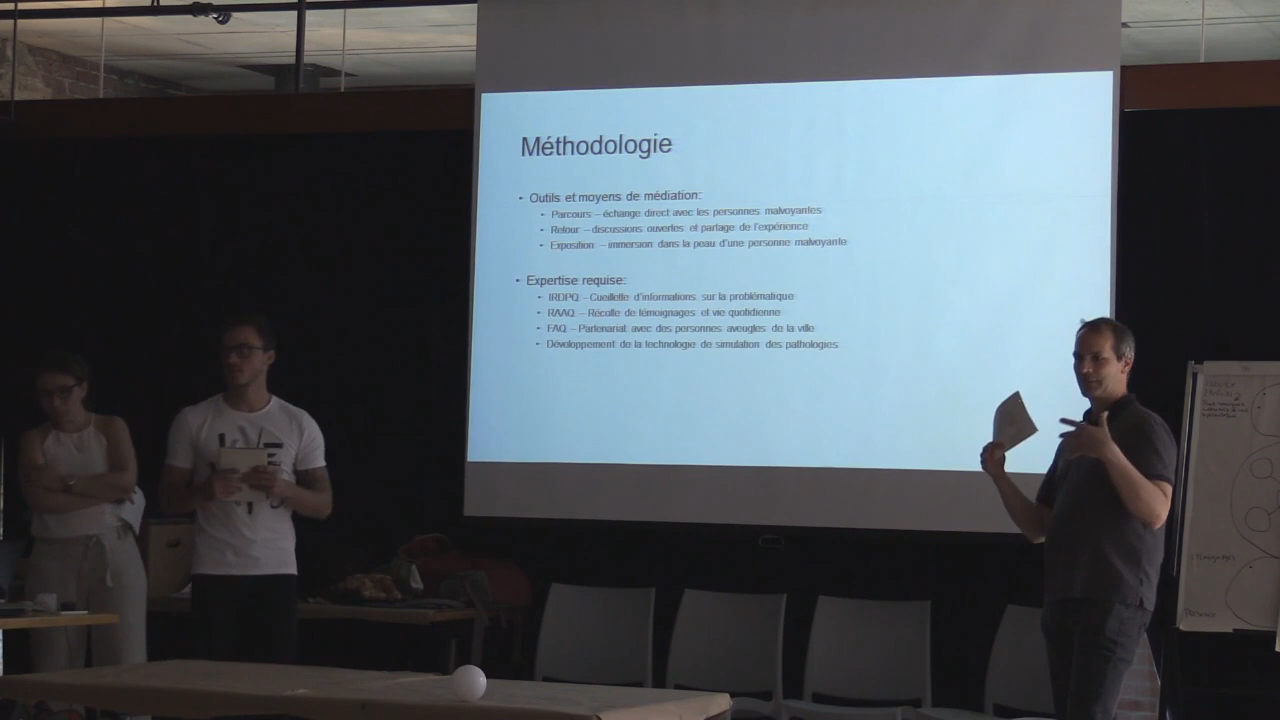 Méthodologie
• Outils et moyens de médiation:
• Parcours – échange direct avec les personnes malvoyantes
• Retour – discussions ouvertes et partage de l'expérience
• Exposition – immersion dans la peau d'une personne malvoyante
• Expertise requise:
• IRDPQ - Cueillette d'informations sur la problématique
• RAAQ – Récolte de témoignages et vie quotidienne
• FAQ – Partenariat avec des personnes aveugles de la ville
• Développement de la technologie de simulation des pathologies